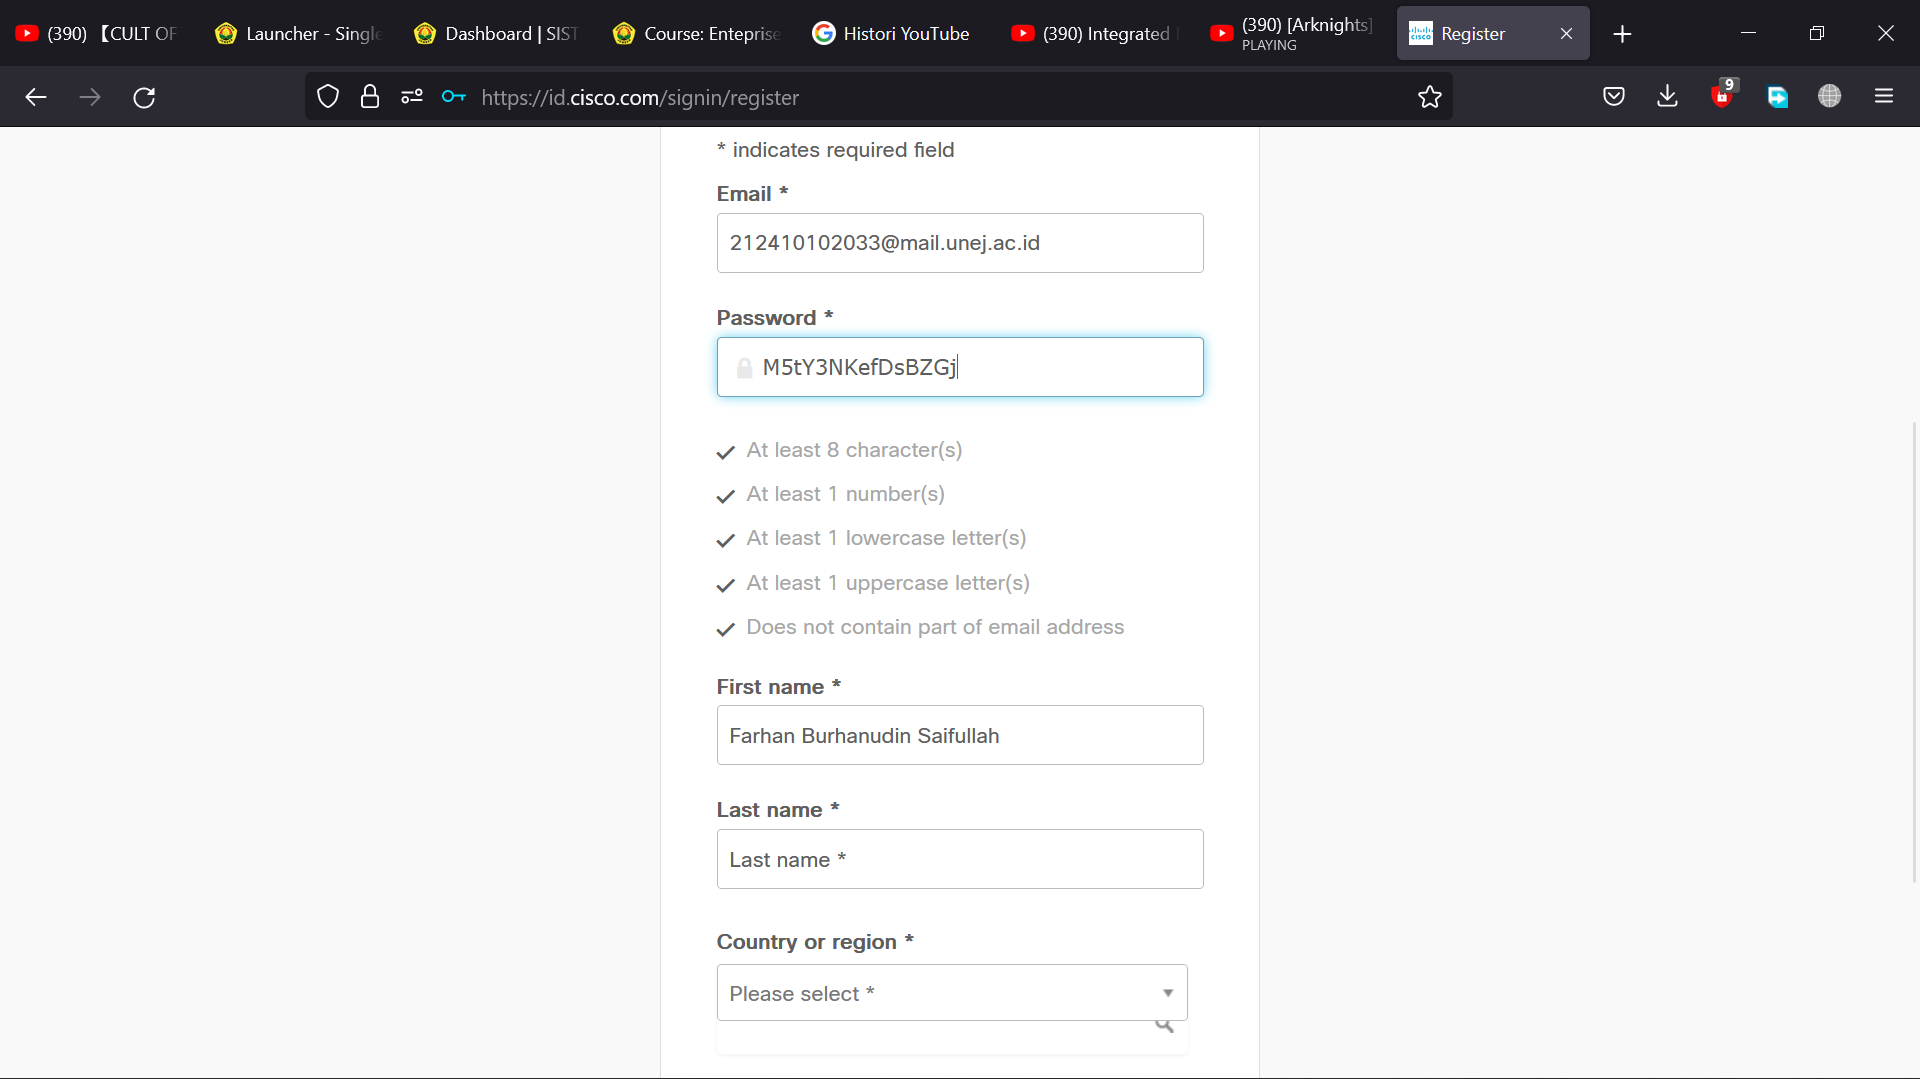 (390) 【CULT OF
Launcher - Single
Dashboard | SIST
Course: Enteprise
Histori YouTube
(390) Integrated
(390) [Arknights]
PLAYING
Register
https://id.cisco.com/signin/register
9
* indicates required field
Email *
212410102033@mail.unej.ac.id
Password *
M5tY3NKefDsBZGj
At least 8 character(s)
At least 1 number(s)
At least 1 lowercase letter(s)
At least 1 uppercase letter(s)
Does not contain part of email address
First name *
Farhan Burhanudin Saifullah
Last name *
Last name *
Country or region *
Please select *